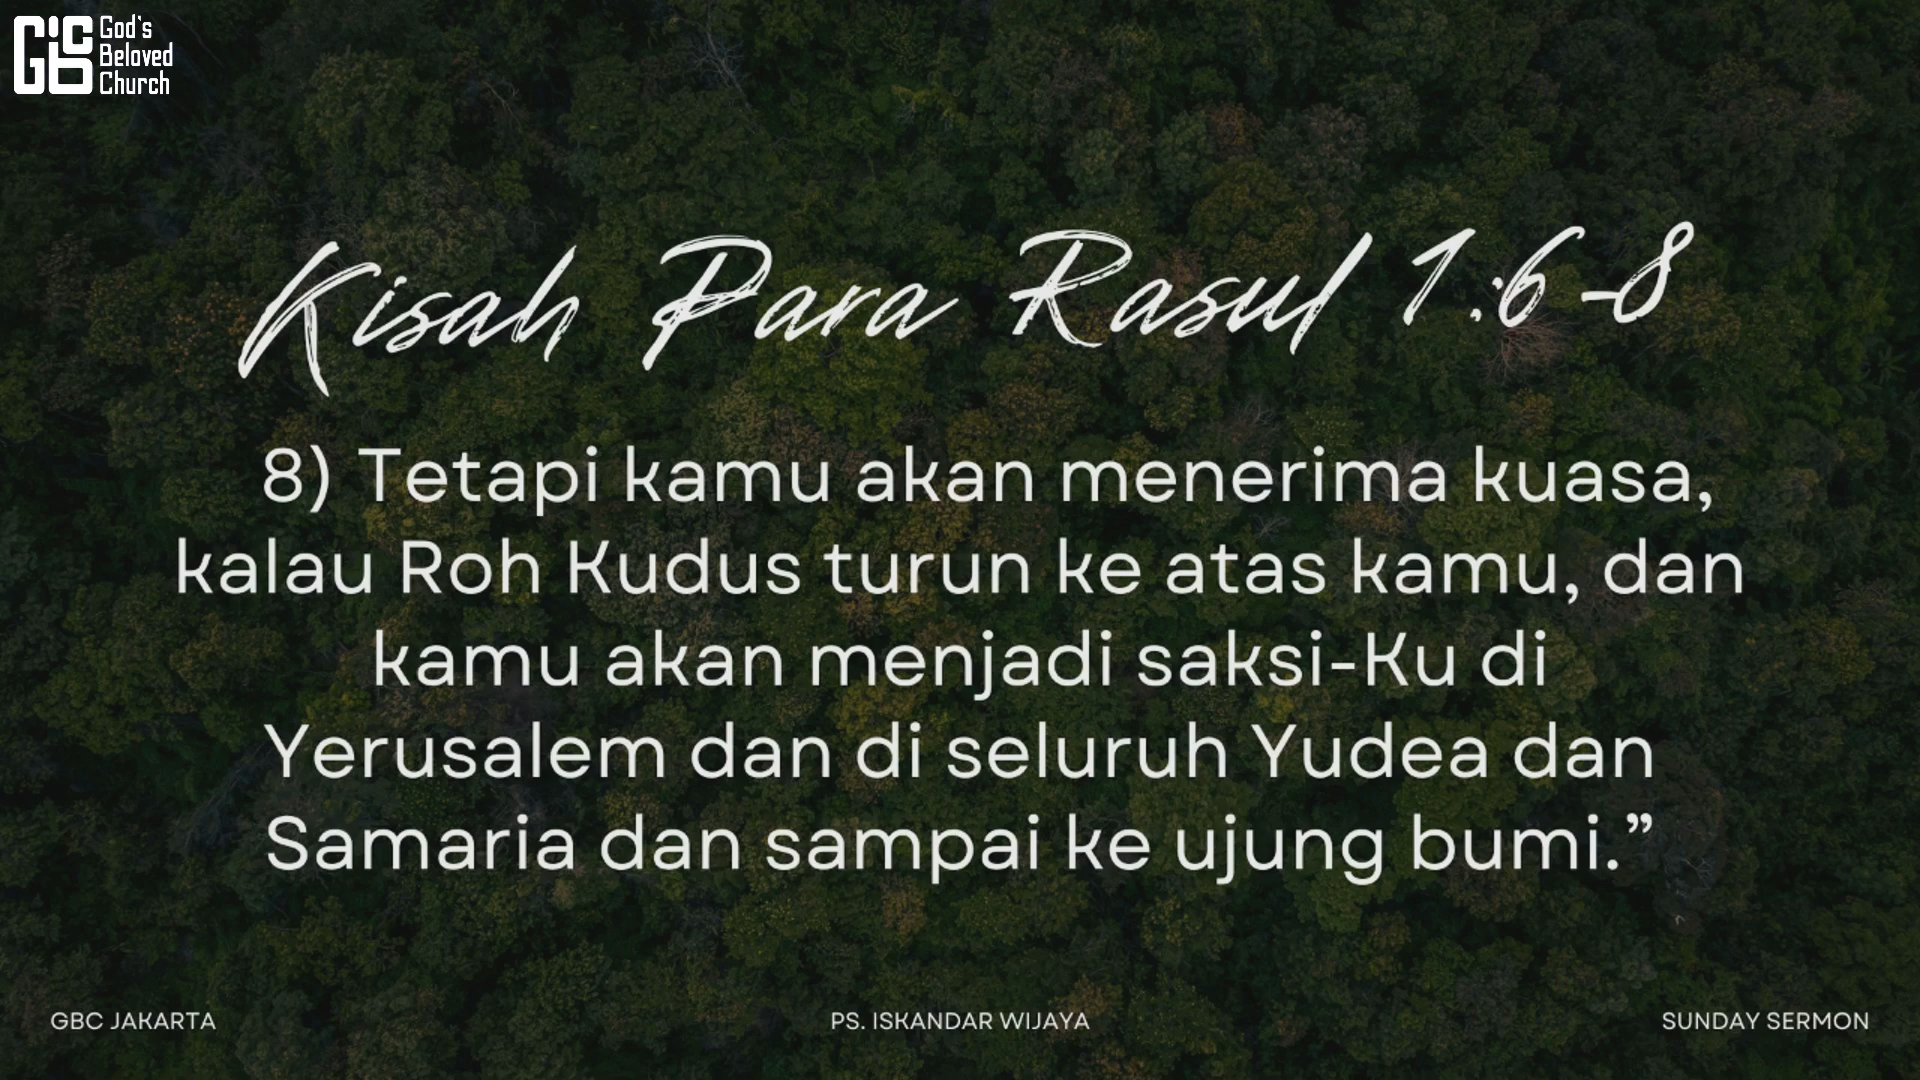 God's
Beloved
Church
Kisah Para Rasul 1:6-8
8) Tetapi kamu akan menerima kuasa,
kalau Roh Kudus turun ke atas kamu, dan
kamu akan menjadi saksi-Ku di
Yerusalem dan di seluruh Yudea dan
Samaria dan sampai ke ujung bumi.”
GBC JAKARTA
PS. ISKANDAR WIJAYA
SUNDAY SERMON